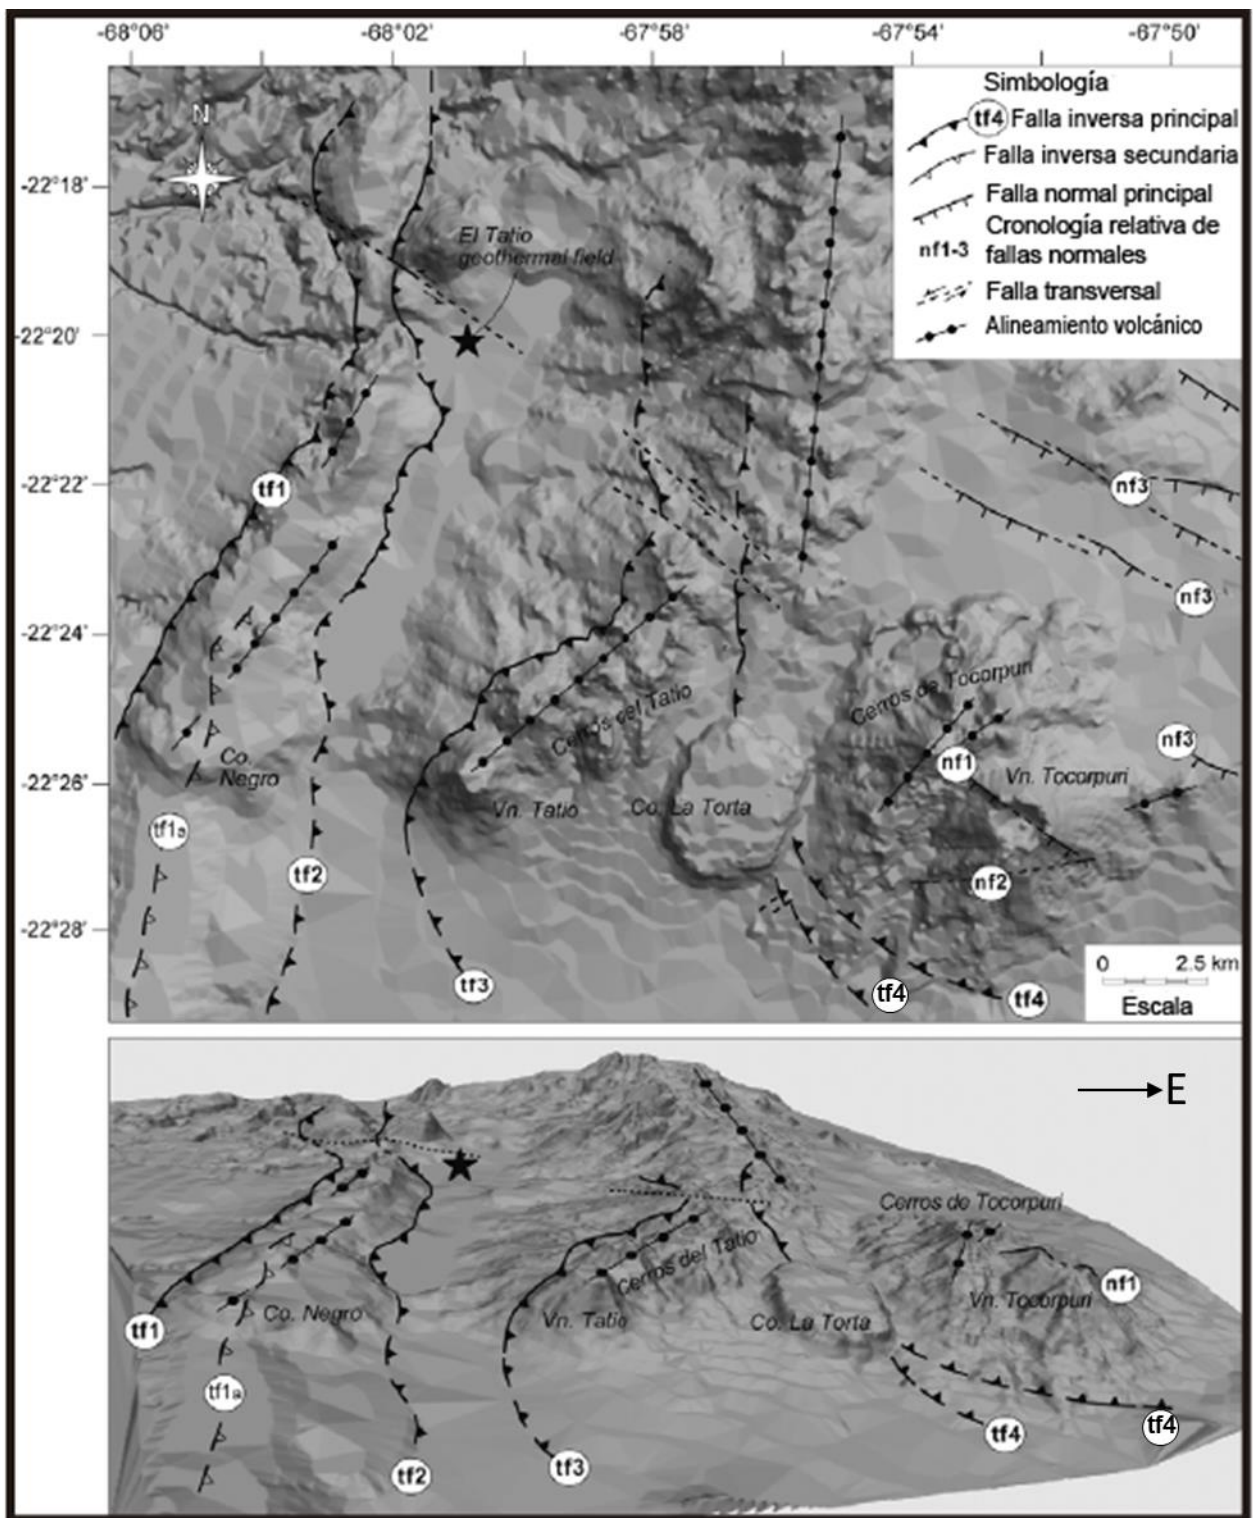 -68°06' -68°02' -67°58' -67°54' -67°50'
Simbología
tf4 Falla inversa principal
Falla inversa secundaria
Falla normal principal
Cronología relativa de
nf1-3 fallas normales
Falla transversal
Alineamiento volcánico
N
-22°18'
El Tatio
geothermal field
-22°20'
-22°22'
tf1
nf3
nf3
-22°24'
Cerros de Tocorpuri
Cerros del Tatio
nf3
Co.
Negro
nf1
Vn. Tocorpuri
-22°26'
Vn. Tatio
Co. La Torta
tf1a
tf2
nf2
-22°28'
tf3
tf4
tf4
0 2.5 km
Escala
E
Cerros de Tocorpuri
Cerros del Tatio
nf1
Vn. Tocorpuri
Co. Negro
Vn. Tatio
Co. La Torta
tf1
tf1a
tf2
tf3
tf4
tf4